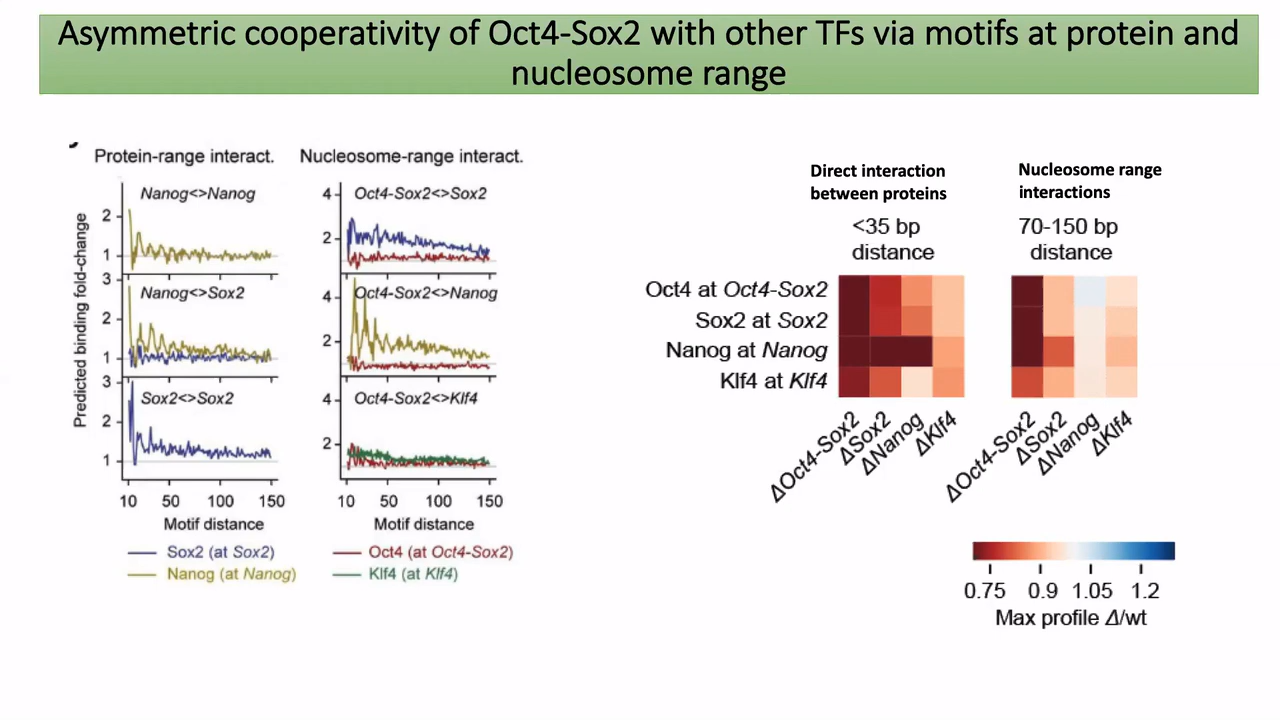 Asymmetric cooperativity of Oct4-Sox2 with other TFs via motifs at protein and
nucleosome range
Protein-range interact.
Nucleosome-range interact.
Predicted binding fold-change
Nanog<>Nanog
2
1
Nanog<>Sox2
3
2
1
Sox2<>Sox2
3
2
1
10 50 100 150
Motif distance
Oct4-Sox2<>Sox2
4
2
Oct4-Sox2<>Nanog
4
2
Oct4-Sox2<>Klf4
4
2
10 50 100 150
Motif distance
Sox2 (at Sox2)
Nanog (at Nanog)
Oct4 (at Oct4-Sox2)
Klf4 (at Klf4)
Direct interaction
between proteins
<35 bp
distance
Nucleosome range
interactions
70-150 bp
distance
Oct4 at Oct4-Sox2
Sox2 at Sox2
Nanog at Nanog
Klf4 at Klf4
ΔOct4-Sox2
ΔSox2
ΔNanog
ΔKlf4
ΔOct4-Sox2
ΔSox2
ΔNanog
ΔKlf4
0.75 0.9 1.05 1.2
Max profile Δ/wt